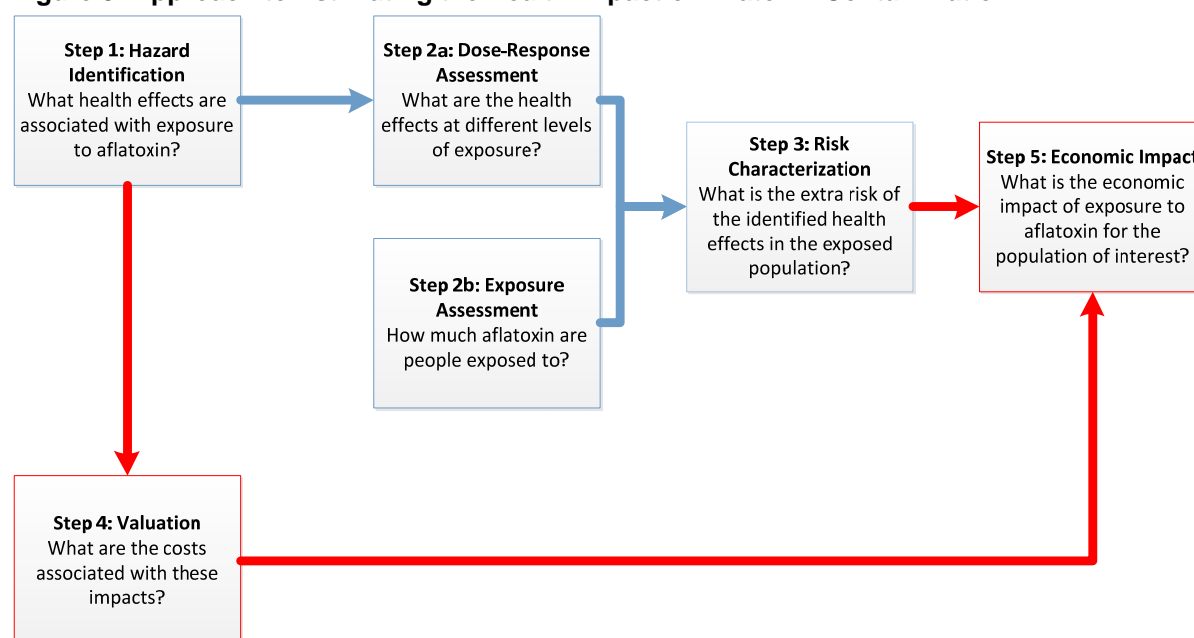 Step 1: Hazard
Identification
What health effects are
associated with exposure
to aflatoxin?
Step 2a: Dose-Response
Assessment
What are the health
effects at different levels
of exposure?
Step 2b: Exposure
Assessment
How much aflatoxin are
people exposed to?
Step 3: Risk
Characterization
What is the extra risk of
the identified health
effects in the exposed
population?
Step 4: Valuation
What are the costs
associated with these
impacts?
Step 5: Economic Impact
What is the economic
impact of exposure to
aflatoxin for the
population of interest?